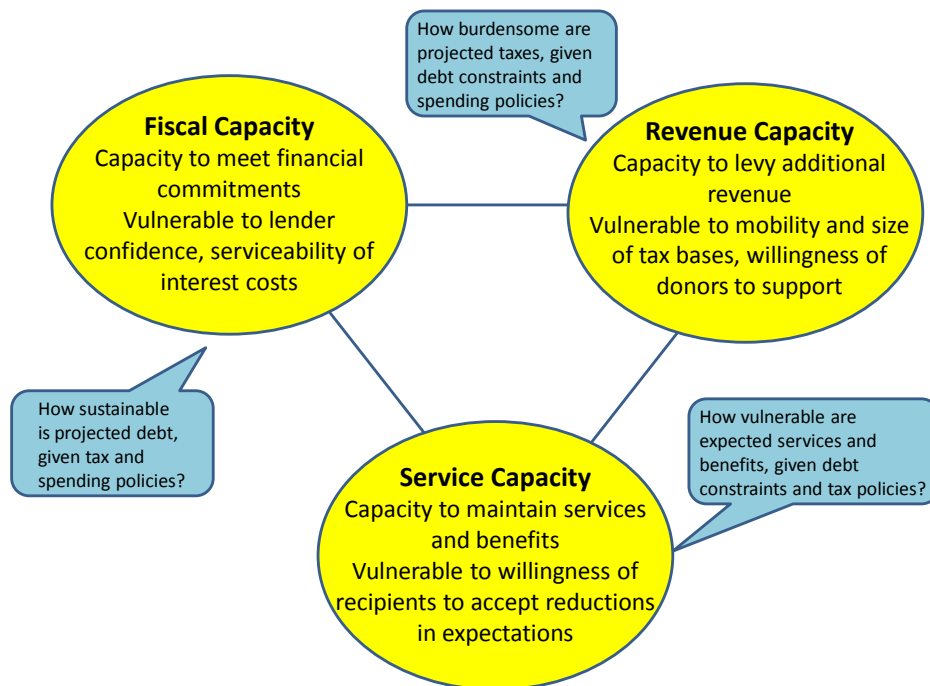 How burdensome are
projected taxes, given
debt constraints and
spending policies?
Fiscal Capacity
Capacity to meet financial
commitments
Vulnerable to lender
confidence, serviceability of
interest costs
Revenue Capacity
Capacity to levy additional
revenue
Vulnerable to mobility and size
of tax bases, willingness of
donors to support
How sustainable
is projected debt,
given tax and
spending policies?
How vulnerable are
expected services and
benefits, given debt
constraints and tax policies?
Service Capacity
Capacity to maintain services
and benefits
Vulnerable to willingness of
recipients to accept reductions
in expectations